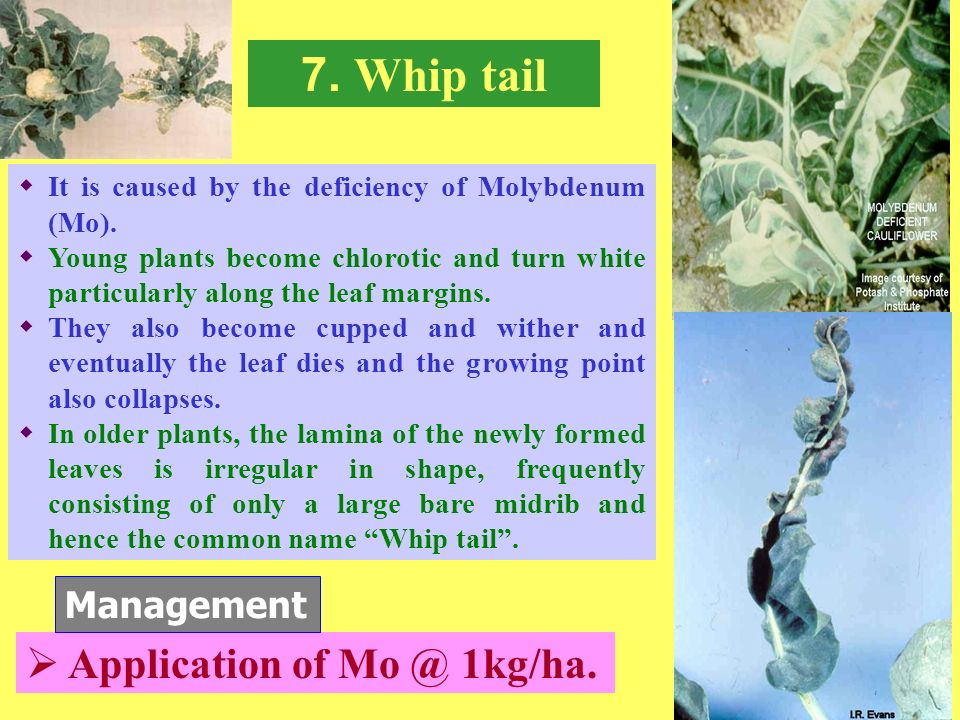 7. Whip tail
It is caused by the deficiency of Molybdenum
(Mo).
Young plants become chlorotic and turn white
particularly along the leaf margins.
They also become cupped and wither and
eventually the leaf dies and the growing point
also collapses.
In older plants, the lamina of the newly formed
leaves is irregular in shape, frequently
consisting of only a large bare midrib and
hence the common name “Whip tail”.
Management
Application of Mo @ 1kg/ha.
MOLYBDENUM
DEFICIENT
CAULIFLOWER
Image courtesy of
Potash & Phosphate
Institute
I.R. Evans